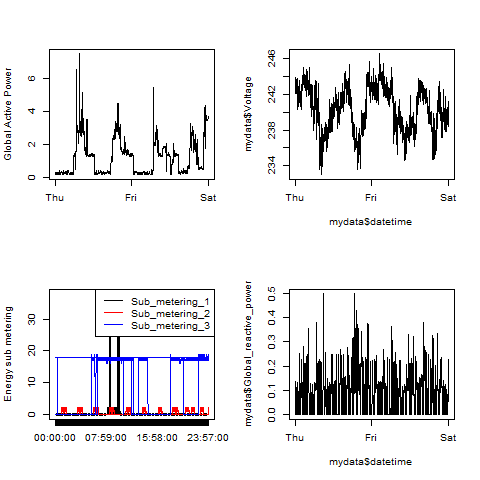 Global Active Power
6
4
2
0
Thu Fri Sat
mydata$Voltage
246
242
238
234
Thu Fri Sat
mydata$datetime
Energy sub metering
30
20
10
0
Sub_metering_1
Sub_metering_2
Sub_metering_3
00:00:00 07:59:00 15:58:00 23:57:00
mydata$Global_reactive_power
0.5
0.4
0.3
0.2
0.1
0.0
Thu Fri Sat
mydata$datetime